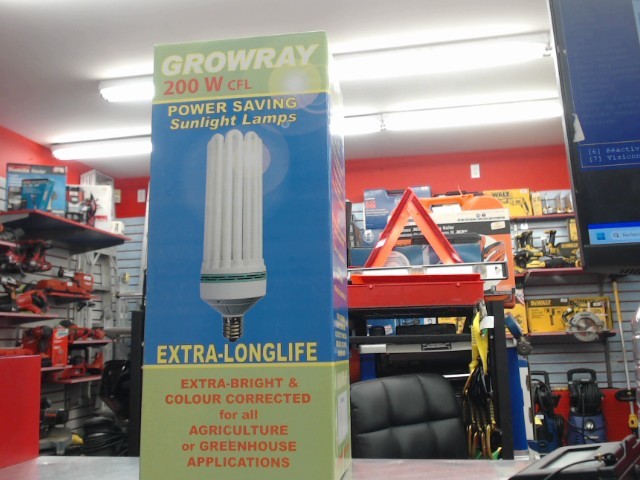 GROWRAY
200 W CFL
POWER SAVING
Sunlight Lamps
EXTRA-LONGLIFE
EXTRA-BRIGHT &
COLOUR CORRECTED
for all
AGRICULTURE
or GREENHOUSE
APPLICATIONS
DEWALT